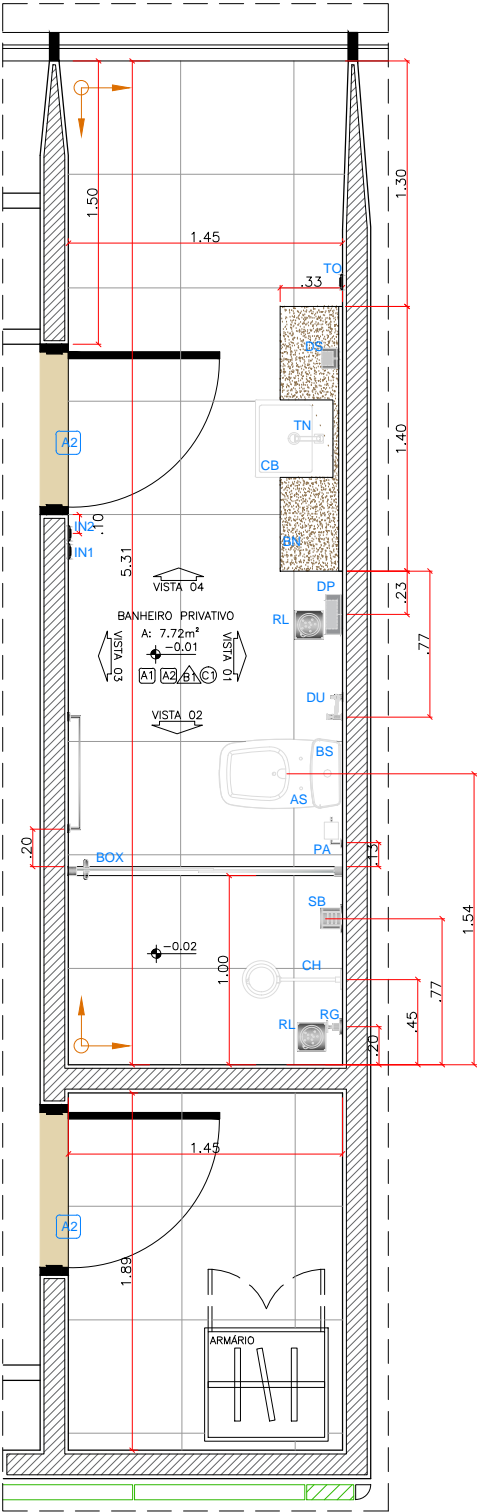 1.50
1.30
1.45
TO
.33
DS
A2
TN
CB
1.40
BN
IN2
.10
IN1
5.31
VISTA 04
DP
.23
RL
BANHEIRO PRIVATIVO
A: 7.72m²
-0.01
VISTA 03
VISTA 01
A1 A2 B1 C1
.77
DU
VISTA 02
BS
AS
.20
PA
.13
BOX
1.54
SB
-0.02
CH
1.00
.77
RG
RL
.45
.20
1.45
A2
1.89
ARMÁRIO